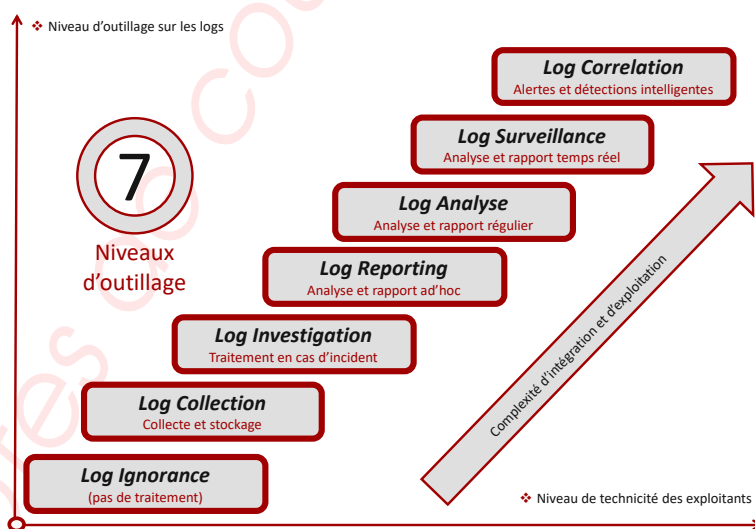 ❖ Niveau d'outillage sur les logs
Log Correlation
Alertes et détections intelligentes
Log Surveillance
Analyse et rapport temps réel
7
Niveaux
d'outillage
Log Analyse
Analyse et rapport régulier
Log Reporting
Analyse et rapport ad'hoc
Log Investigation
Traitement en cas d'incident
Log Collection
Collecte et stockage
Log Ignorance
(pas de traitement)
Complexité d'intégration et d'exploitation
❖ Niveau de technicité des exploitants